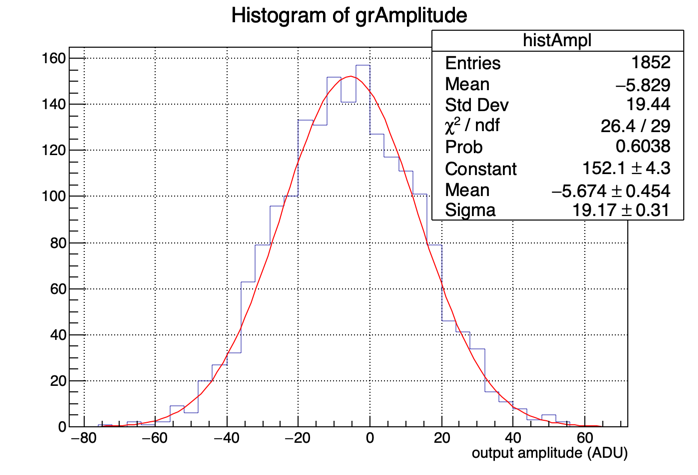 Histogram of grAmplitude
histAmpl
Entries 1852
Mean −5.829
Std Dev 19.44
χ² / ndf 26.4 / 29
Prob 0.6038
Constant 152.1 ± 4.3
Mean −5.674 ± 0.454
Sigma 19.17 ± 0.31
160
140
120
100
80
60
40
20
0
−80 −60 −40 −20 0 20 40 60
output amplitude (ADU)